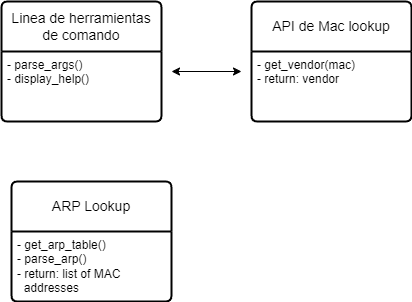 Linea de herramientas
de comando
- parse_args()
- display_help()
API de Mac lookup
- get_vendor(mac)
- return: vendor
ARP Lookup
- get_arp_table()
- parse_arp()
- return: list of MAC
addresses